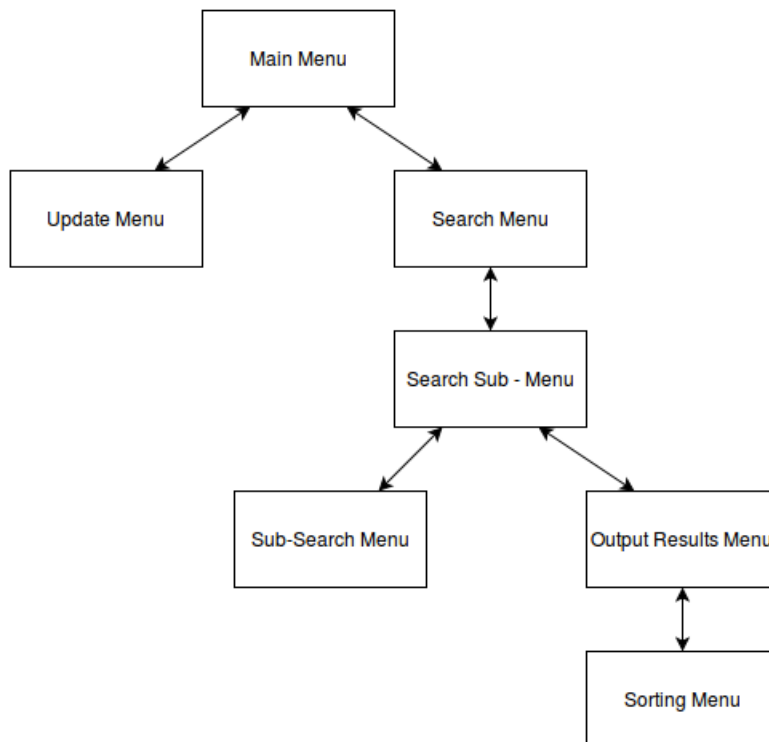 Main Menu
Update Menu
Search Menu
Search Sub - Menu
Sub-Search Menu
Output Results Menu
Sorting Menu